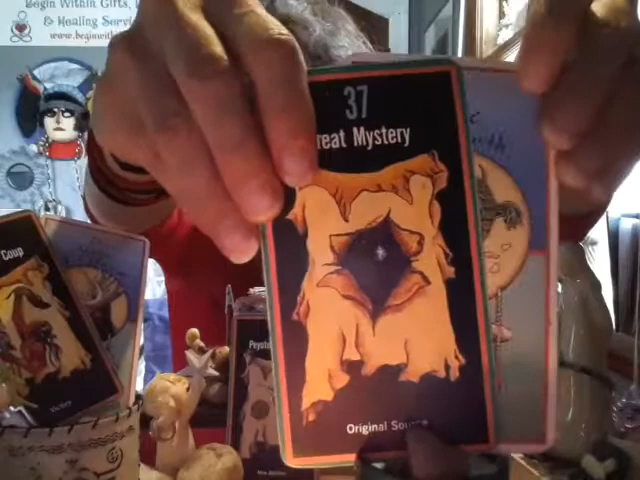 Begin Within Gifts,
& Healing Servi
www.beginwith
37
reat Mystery
Original Source
Coup
Peyot